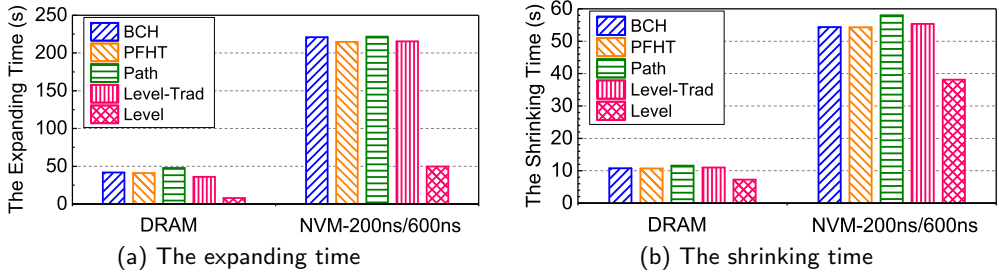 The Expanding Time (s)
250
200
150
100
50
0
BCH
PFHT
Path
Level-Trad
Level
DRAM
NVM-200ns/600ns
(a) The expanding time
The Shrinking Time (s)
60
50
40
30
20
10
0
BCH
PFHT
Path
Level-Trad
Level
DRAM
NVM-200ns/600ns
(b) The shrinking time